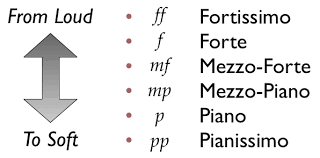 From Loud
To Soft
• ff Fortissimo
• f Forte
• mf Mezzo-Forte
• mp Mezzo-Piano
• p Piano
• pp Pianissimo